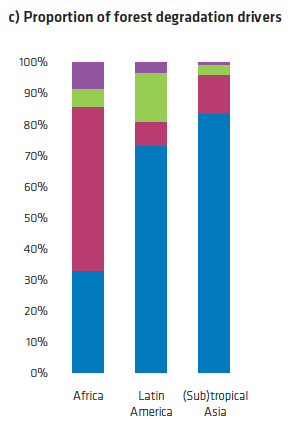 c) Proportion of forest degradation drivers
100%
90%
80%
70%
60%
50%
40%
30%
20%
10%
0%
Africa
Latin
America
(Sub)tropical
Asia